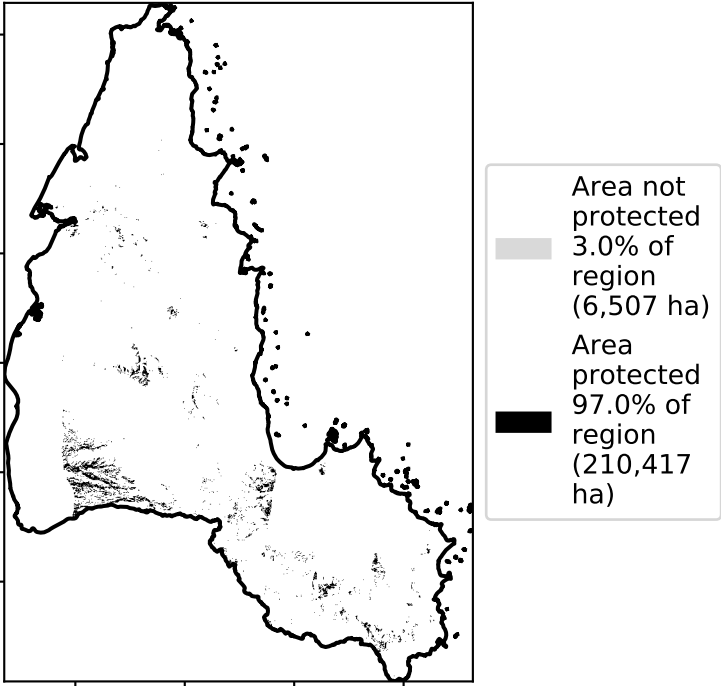 Area not
protected
3.0% of
region
(6,507 ha)
Area
protected
97.0% of
region
(210,417
ha)